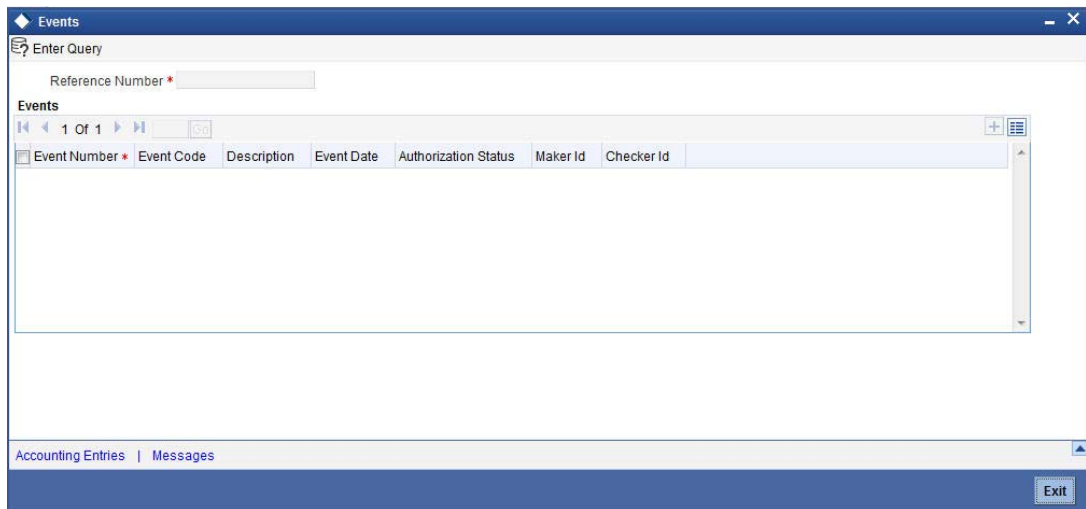 Events
Enter Query
Reference Number *
Events
1 Of 1 Go
Event Number * Event Code Description Event Date Authorization Status Maker Id Checker Id
Accounting Entries | Messages
Exit